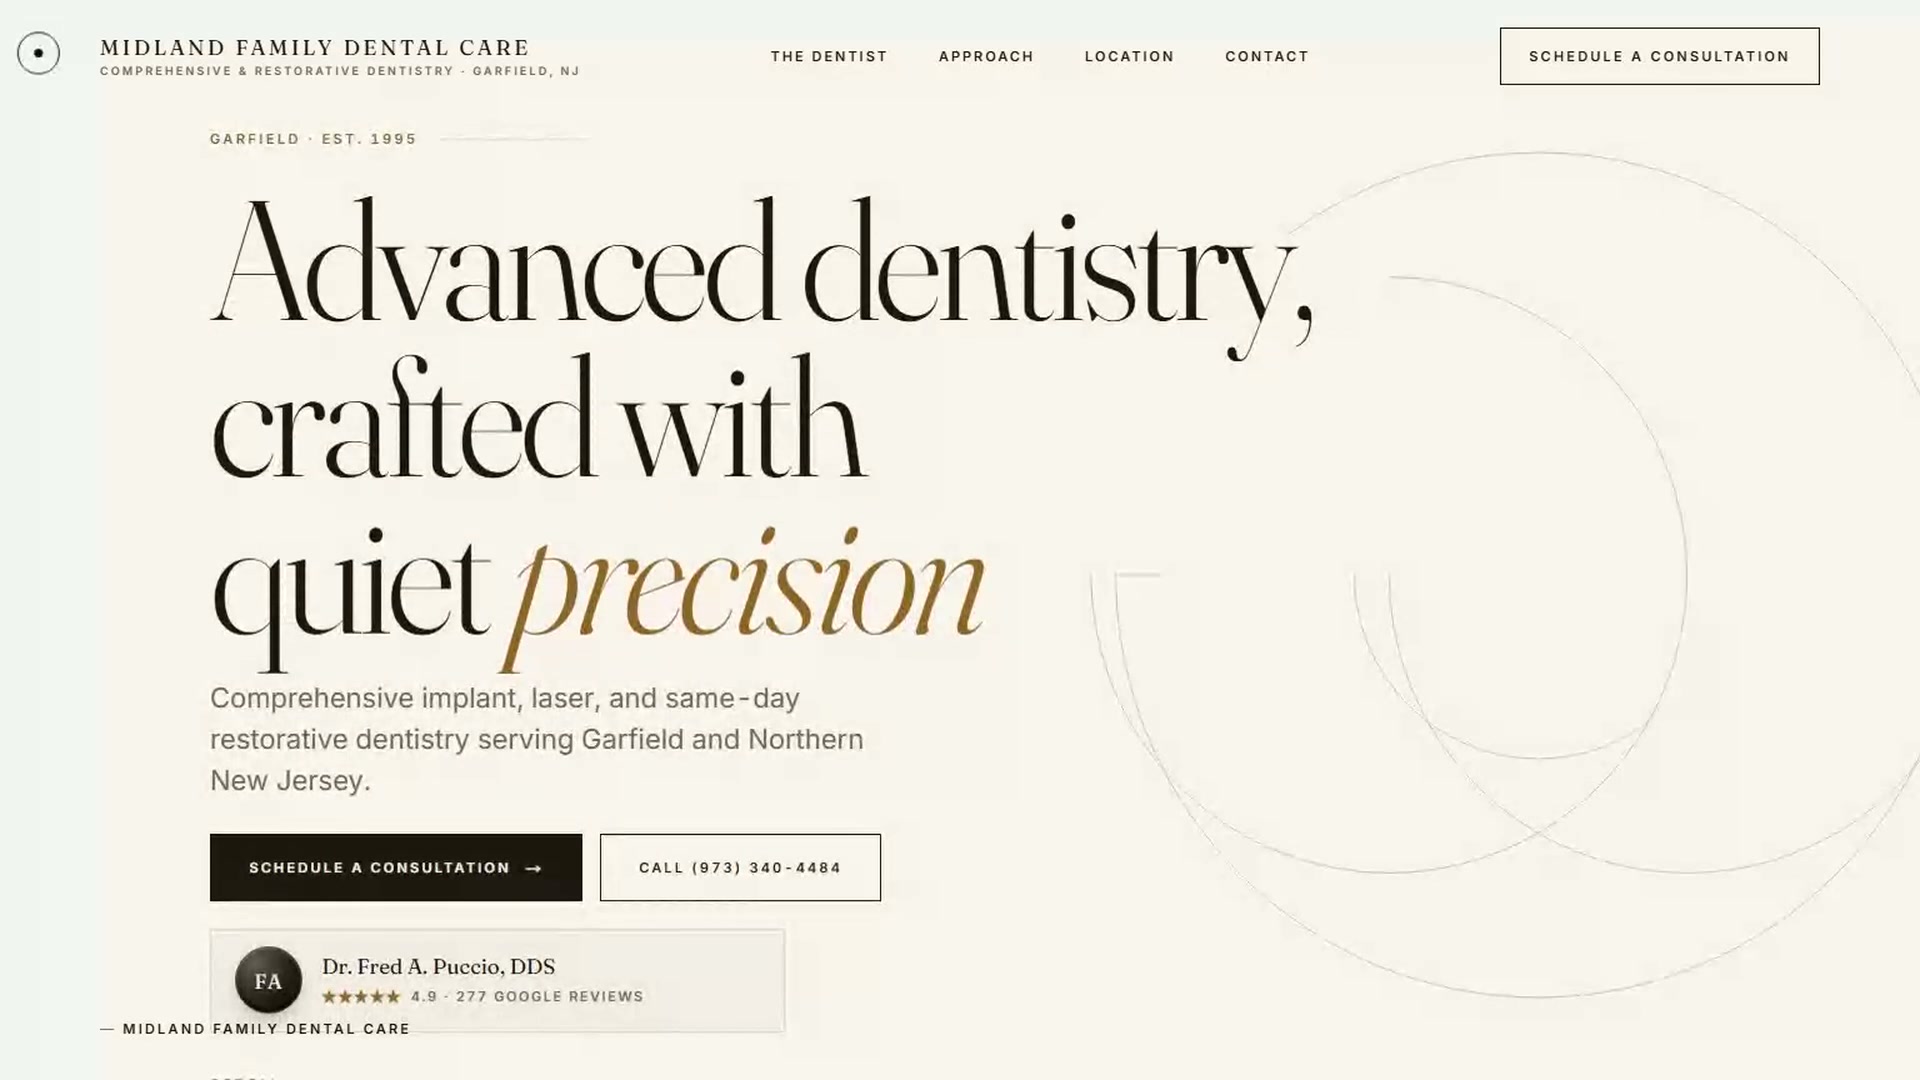 MIDLAND FAMILY DENTAL CARE
COMPREHENSIVE & RESTORATIVE DENTISTRY · GARFIELD, NJ
THE DENTIST
APPROACH
LOCATION
CONTACT
SCHEDULE A CONSULTATION
GARFIELD · EST. 1995
Advanced dentistry,
crafted with
quiet precision
Comprehensive implant, laser, and same-day
restorative dentistry serving Garfield and Northern
New Jersey.
SCHEDULE A CONSULTATION →
CALL (973) 340-4484
FA
Dr. Fred A. Puccio, DDS
★★★★★ 4.9 · 277 GOOGLE REVIEWS
— MIDLAND FAMILY DENTAL CARE